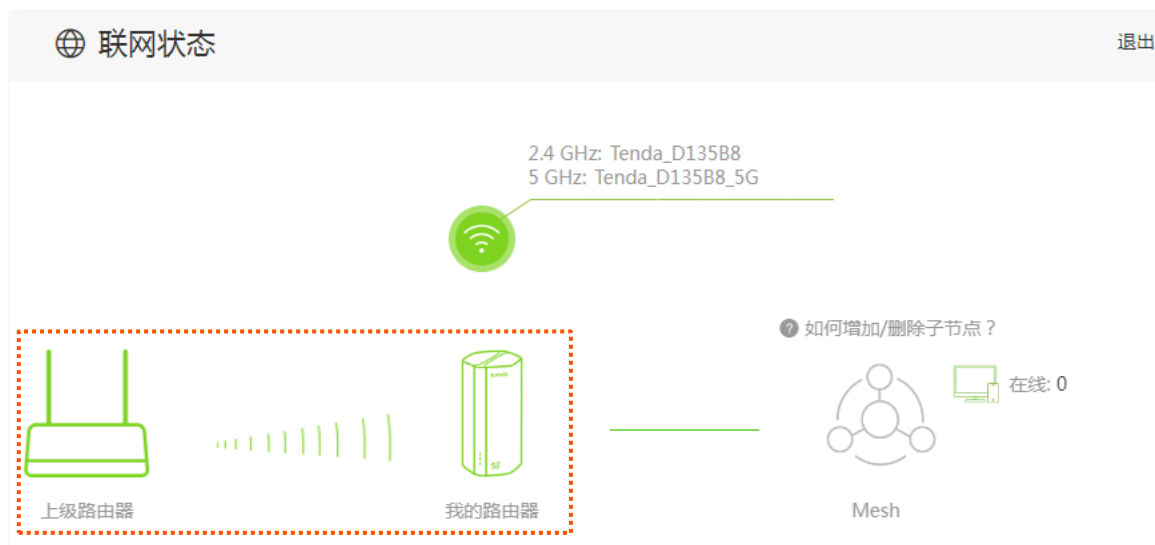 联网状态
退出
2.4 GHz: Tenda_D135B8
5 GHz: Tenda_D135B8_5G
如何增加/删除子节点？
在线: 0
上级路由器
我的路由器
Mesh